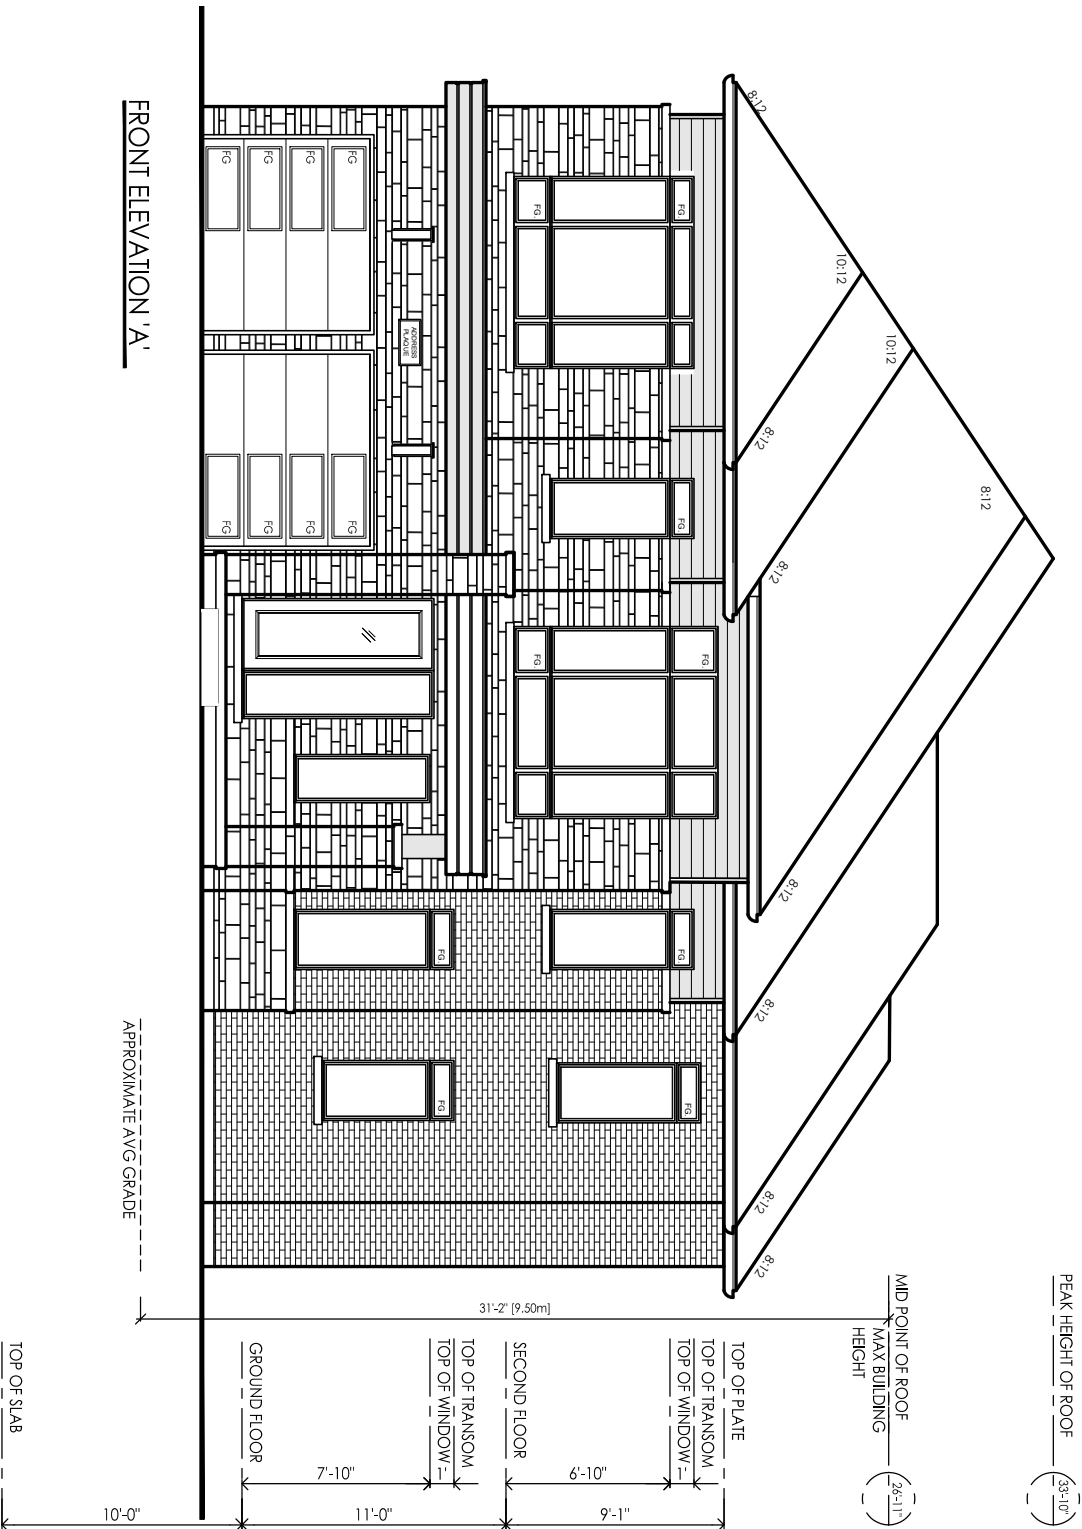 8:12
10:12
10:12
8:12
8:12
8:12
8:12
8:12
8:12
8:12
FG.
FG.
FG
FG.
FG.
FG.
FG.
FG.
FG.
FG.
FG
FG
FG
FG
FG
FG
FG
FG
ADDRESS
PLAQUE
FRONT ELEVATION 'A'
APPROXIMATE AVG GRADE
31'-2" [9.50m]
PEAK HEIGHT OF ROOF
33'-10"
MID POINT OF ROOF
MAX BUILDING
HEIGHT
26'-11"
TOP OF PLATE
TOP OF TRANSOM
TOP OF WINDOW
1'
6'-10"
9'-1"
SECOND FLOOR
TOP OF TRANSOM
TOP OF WINDOW
1'
7'-10"
11'-0"
GROUND FLOOR
10'-0"
TOP OF SLAB